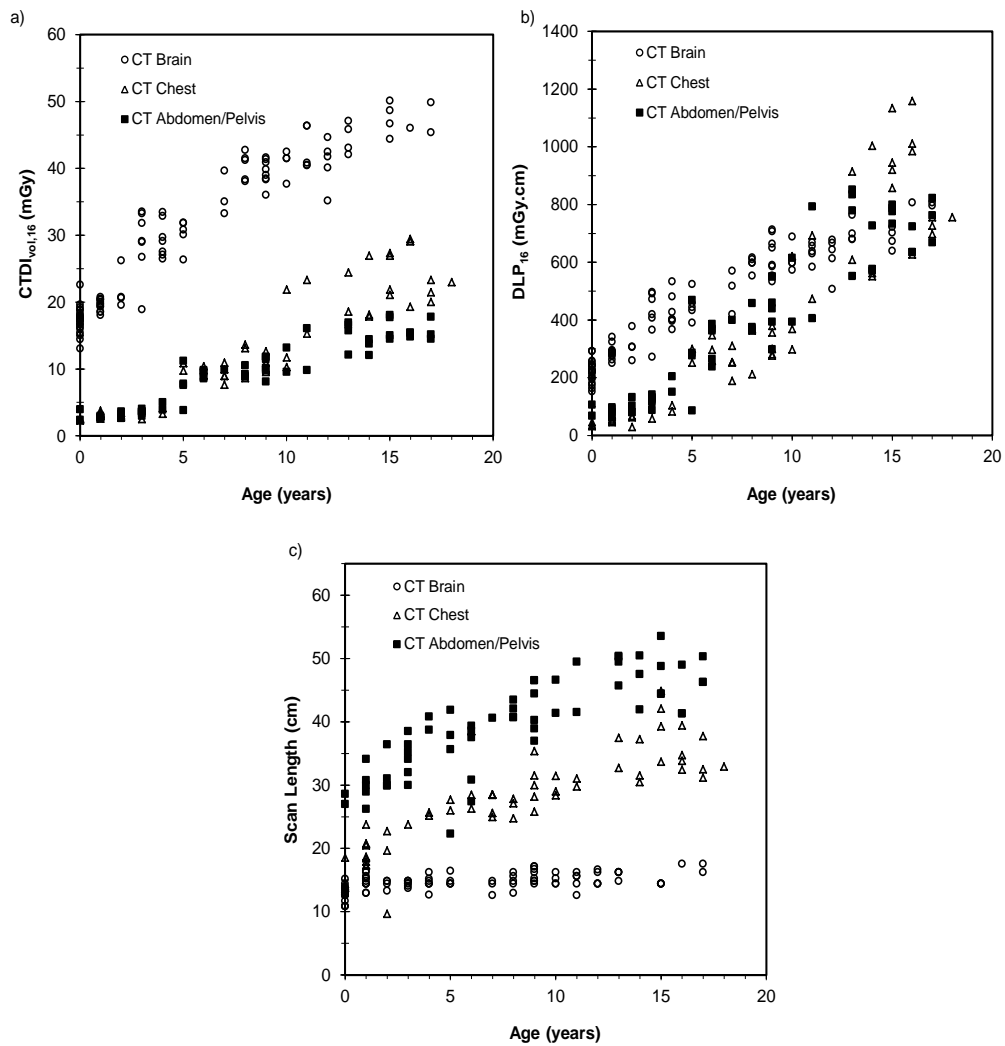 a)
60
50
40
30
20
10
0
CTDIvol,16 (mGy)
CT Brain
CT Chest
CT Abdomen/Pelvis
0 5 10 15 20
Age (years)
b)
1400
1200
1000
800
600
400
200
0
DLP16 (mGy.cm)
CT Brain
CT Chest
CT Abdomen/Pelvis
0 5 10 15 20
Age (years)
c)
60
50
40
30
20
10
0
Scan Length (cm)
CT Brain
CT Chest
CT Abdomen/Pelvis
0 5 10 15 20
Age (years)